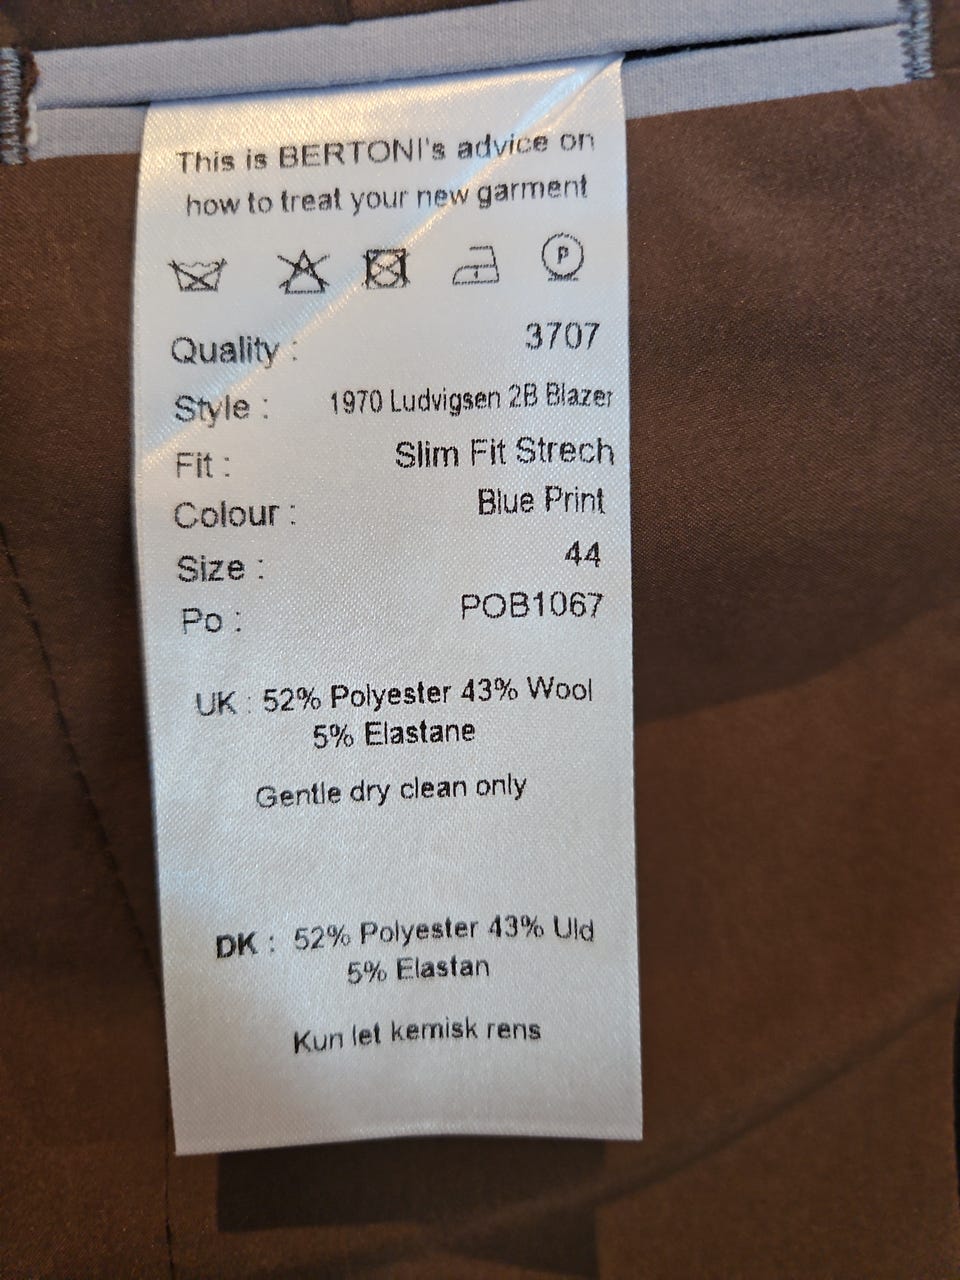 This is BERTONI's advice on
how to treat your new garment
P
Quality : 3707
Style : 1970 Ludvigsen 2B Blazer
Fit : Slim Fit Strech
Colour : Blue Print
Size : 44
Po : POB1067
UK : 52% Polyester 43% Wool
5% Elastane
Gentle dry clean only
DK : 52% Polyester 43% Uld
5% Elastan
Kun let kemisk rens